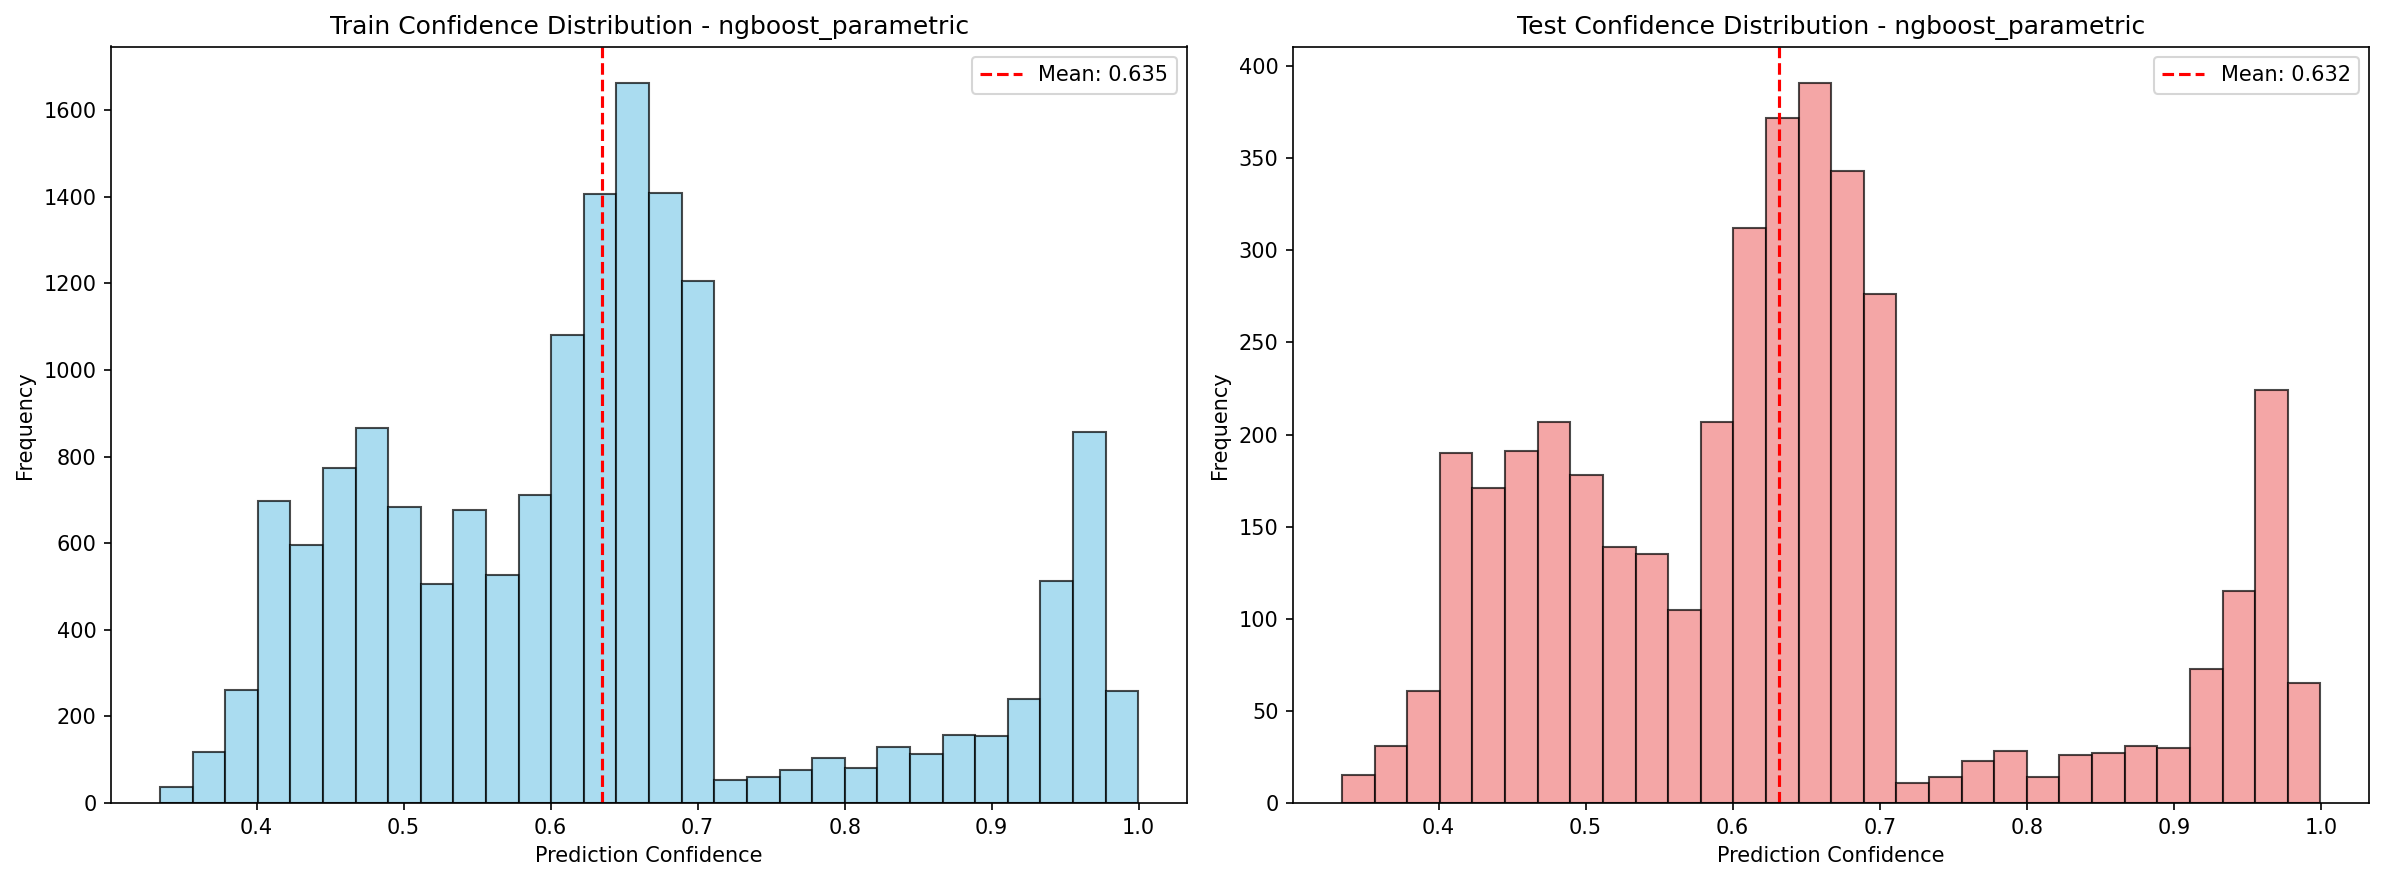 Train Confidence Distribution - ngboost_parametric
Mean: 0.635
Frequency
1600
1400
1200
1000
800
600
400
200
0
0.4 0.5 0.6 0.7 0.8 0.9 1.0
Prediction Confidence
Test Confidence Distribution - ngboost_parametric
Mean: 0.632
Frequency
400
350
300
250
200
150
100
50
0
0.4 0.5 0.6 0.7 0.8 0.9 1.0
Prediction Confidence